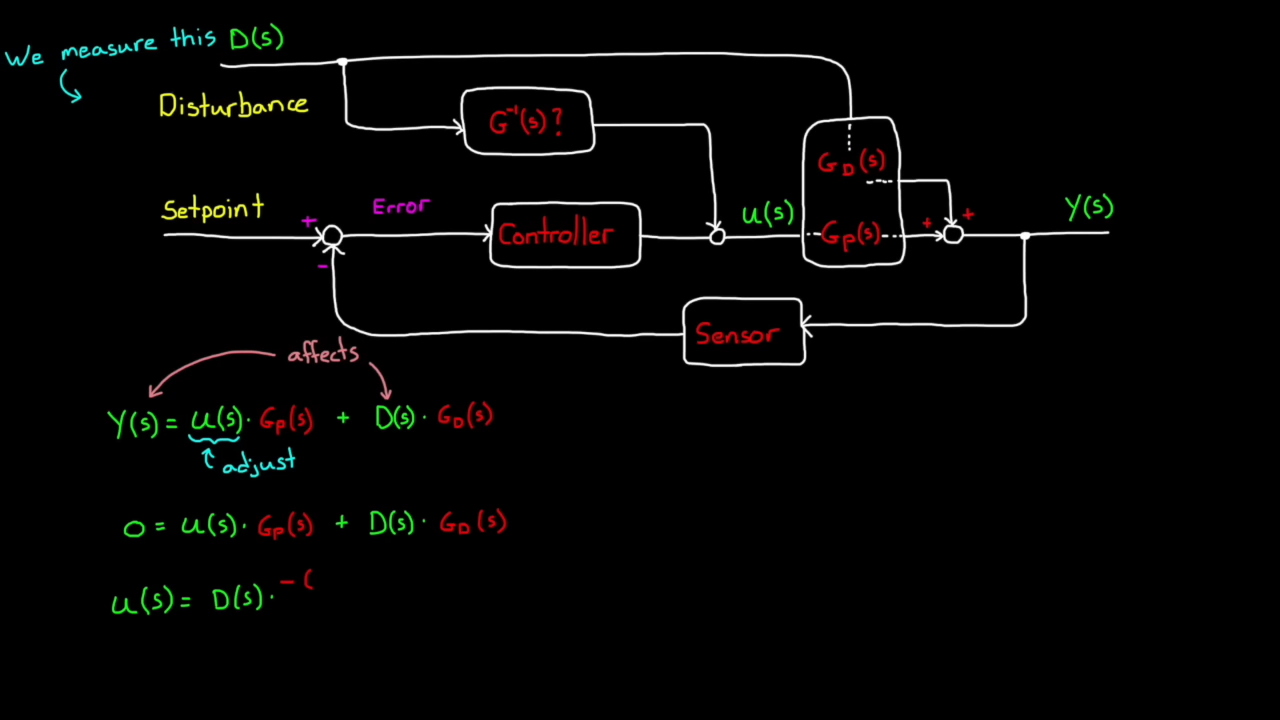 We measure this D(s)
Disturbance
G⁻¹(s)?
G_D(s)
Setpoint
+
Error
Controller
U(s)
G_P(s)
+
+
Y(s)
-
Sensor
affects
Y(s) = U(s) · G_P(s) + D(s) · G_D(s)
adjust
0 = U(s) · G_P(s) + D(s) · G_D(s)
U(s) = D(s) · - (